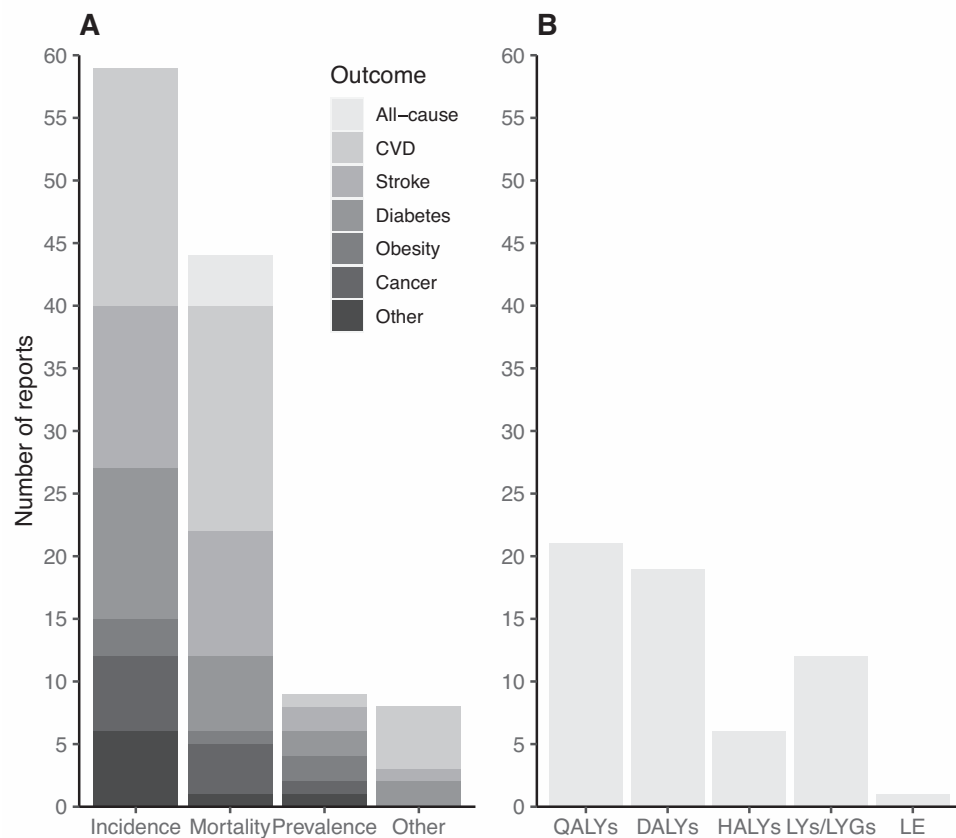 A
Number of reports
60
55
50
45
40
35
30
25
20
15
10
5
0
Outcome
All–cause
CVD
Stroke
Diabetes
Obesity
Cancer
Other
Incidence Mortality Prevalence Other
B
60
55
50
45
40
35
30
25
20
15
10
5
0
QALYs DALYs HALYs LYs/LYGs LE